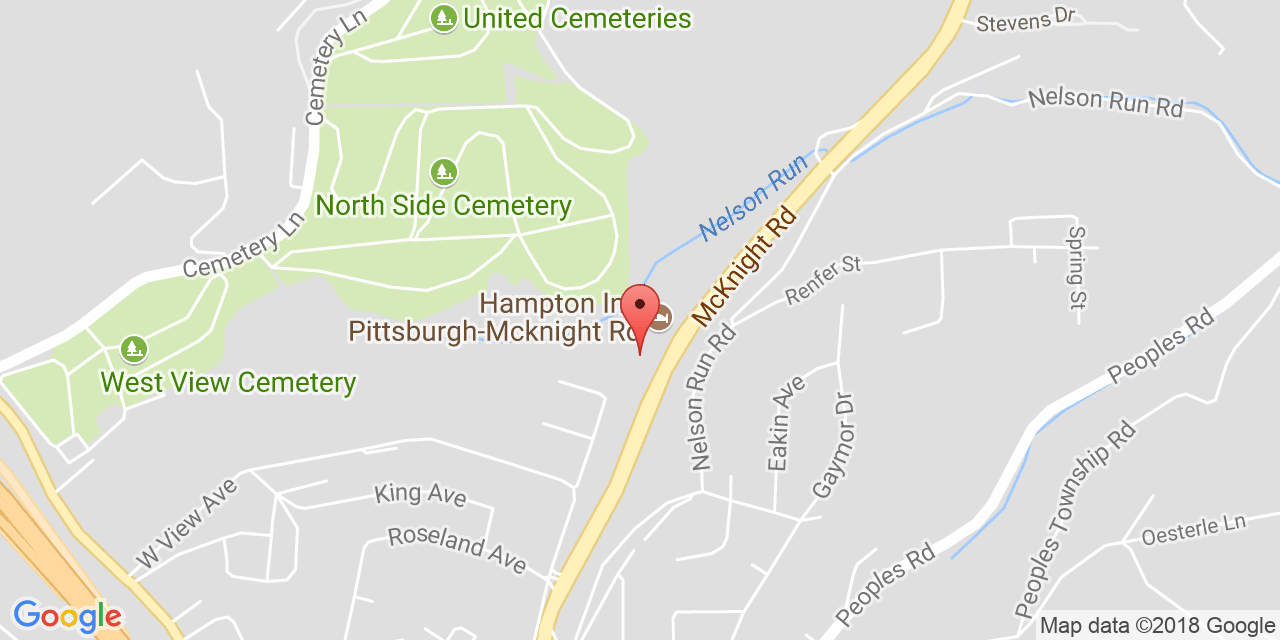 United Cemeteries
Stevens Dr
Cemetery Ln
Nelson Run Rd
North Side Cemetery
Nelson Run
McKnight Rd
Cemetery Ln
Renfer St
Spring St
Hampton In
Pittsburgh-Mcknight Rd
West View Cemetery
Nelson Run Rd
Peoples Rd
Eakin Ave
Gaymor Dr
Peoples Township Rd
W View Ave
King Ave
Roseland Ave
Oesterle Ln
Peoples Rd
Google
Map data ©2018 Google